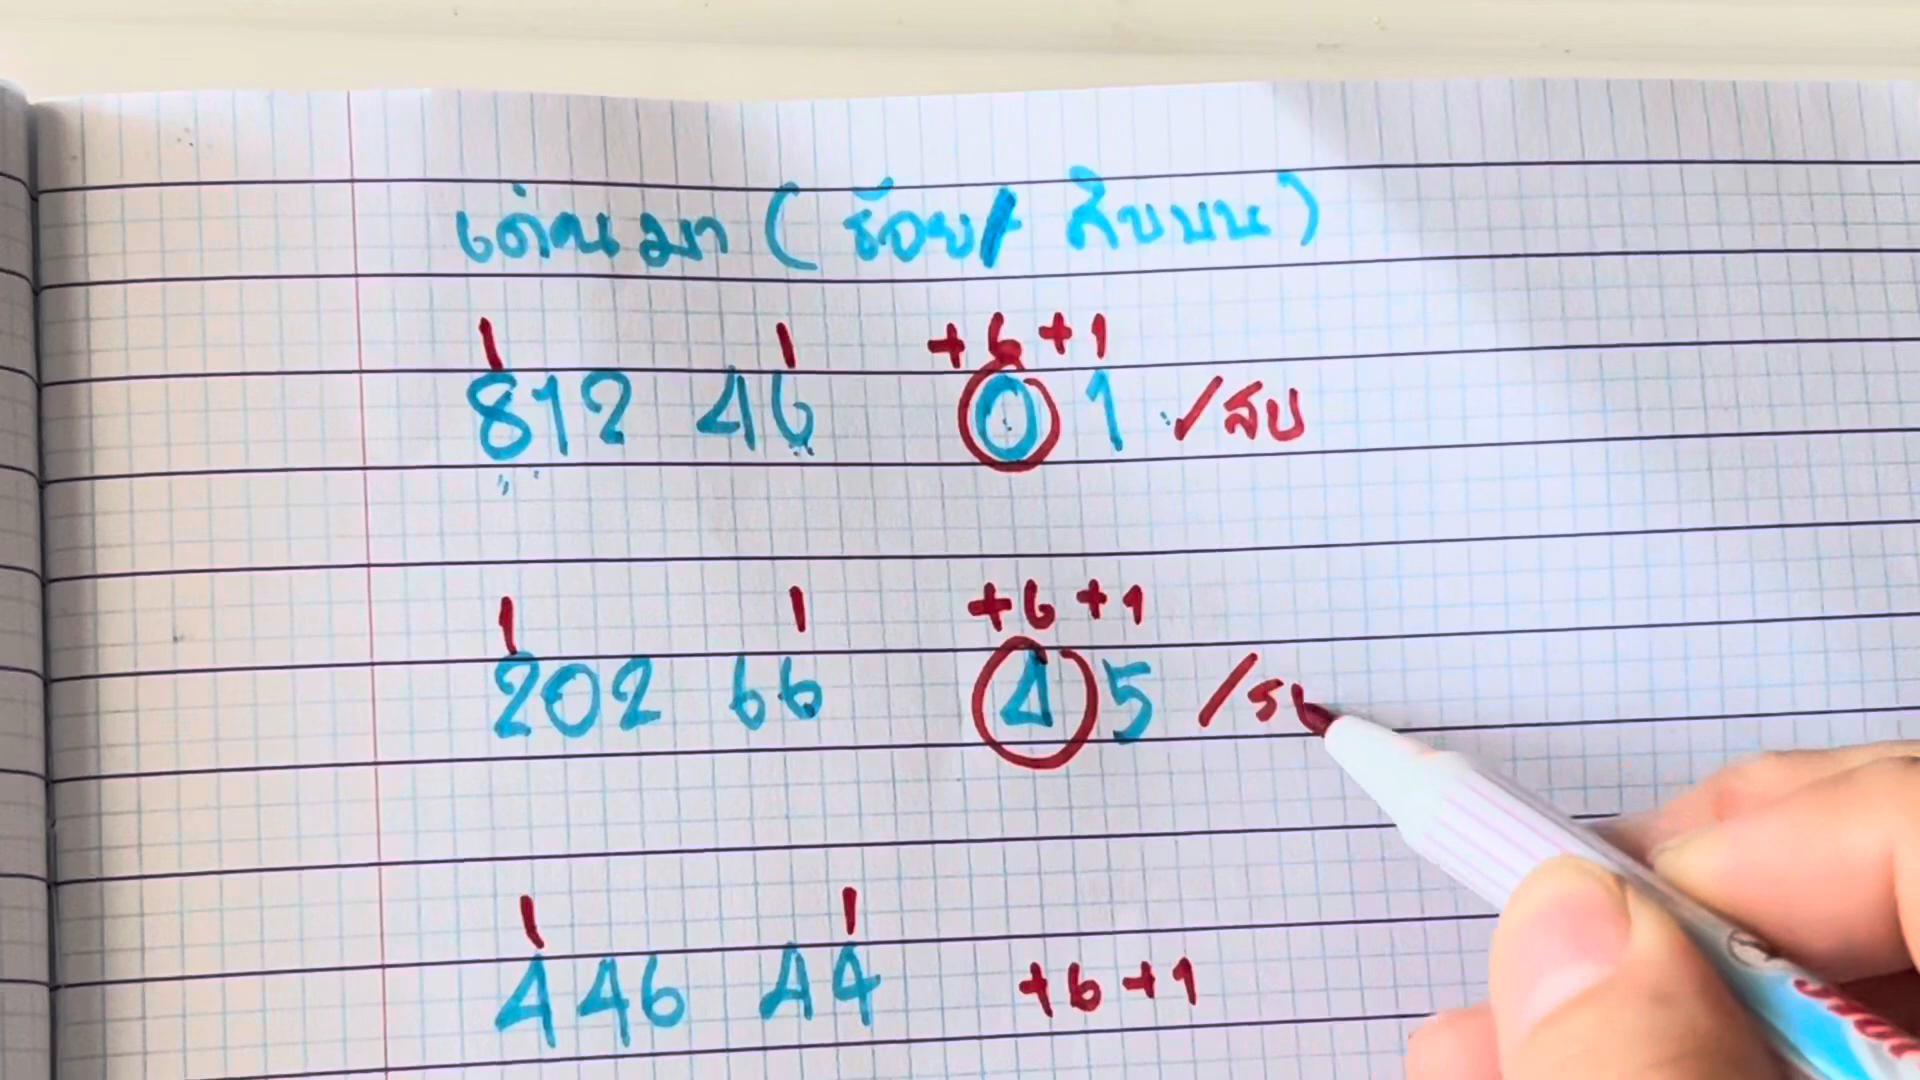 เด่นมา ( ร้อย/ สิบบน )
1 1 +6 +1
812 46 0 1 /สบ
1 1 +6 +1
202 66 4 5 /ส
1 1
446 44 +6 +1